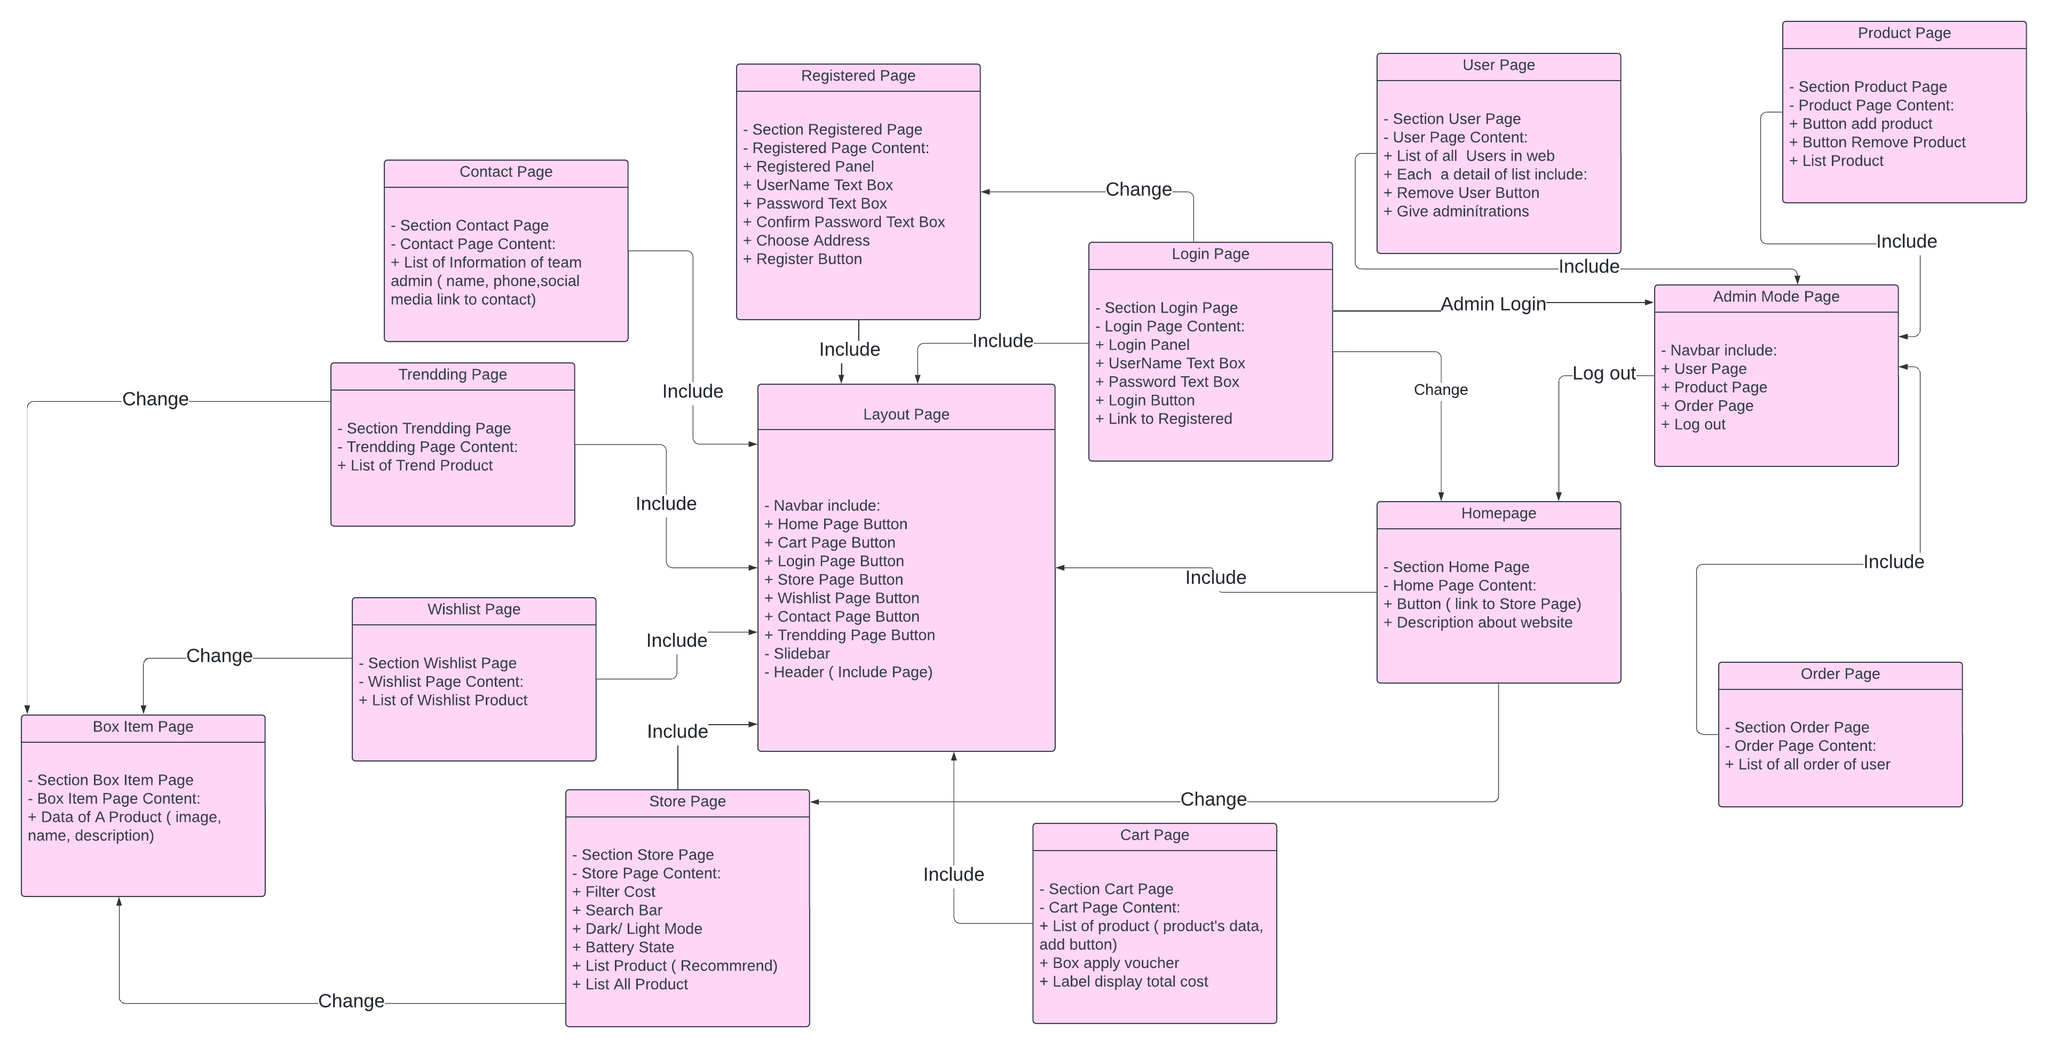 Product Page
- Section Product Page
- Product Page Content:
+ Button add product
+ Button Remove Product
+ List Product
User Page
- Section User Page
- User Page Content:
+ List of all  Users in web
+ Each  a detail of list include:
+ Remove User Button
+ Give adminítrations
Registered Page
- Section Registered Page
- Registered Page Content:
+ Registered Panel
+ UserName Text Box
+ Password Text Box
+ Confirm Password Text Box
+ Choose Address
+ Register Button
Contact Page
- Section Contact Page
- Contact Page Content:
+ List of Information of team
admin ( name, phone,social
media link to contact)
Change
Include
Include
Login Page
- Section Login Page
- Login Page Content:
+ Login Panel
+ UserName Text Box
+ Password Text Box
+ Login Button
+ Link to Registered
Admin Login
Admin Mode Page
- Navbar include:
+ User Page
+ Product Page
+ Order Page
+ Log out
Include
Include
Log out
Change
Include
Trendding Page
- Section Trendding Page
- Trendding Page Content:
+ List of Trend Product
Change
Include
Layout Page
- Navbar include:
+ Home Page Button
+ Cart Page Button
+ Login Page Button
+ Store Page Button
+ Wishlist Page Button
+ Contact Page Button
+ Trendding Page Button
- Slidebar
- Header ( Include Page)
Homepage
- Section Home Page
- Home Page Content:
+ Button ( link to Store Page)
+ Description about website
Include
Include
Wishlist Page
- Section Wishlist Page
- Wishlist Page Content:
+ List of Wishlist Product
Change
Include
Order Page
- Section Order Page
- Order Page Content:
+ List of all order of user
Box Item Page
- Section Box Item Page
- Box Item Page Content:
+ Data of A Product ( image,
name, description)
Include
Store Page
- Section Store Page
- Store Page Content:
+ Filter Cost
+ Search Bar
+ Dark/ Light Mode
+ Battery State
+ List Product ( Recommrend)
+ List All Product
Change
Include
Cart Page
- Section Cart Page
- Cart Page Content:
+ List of product ( product's data,
add button)
+ Box apply voucher
+ Label display total cost
Change